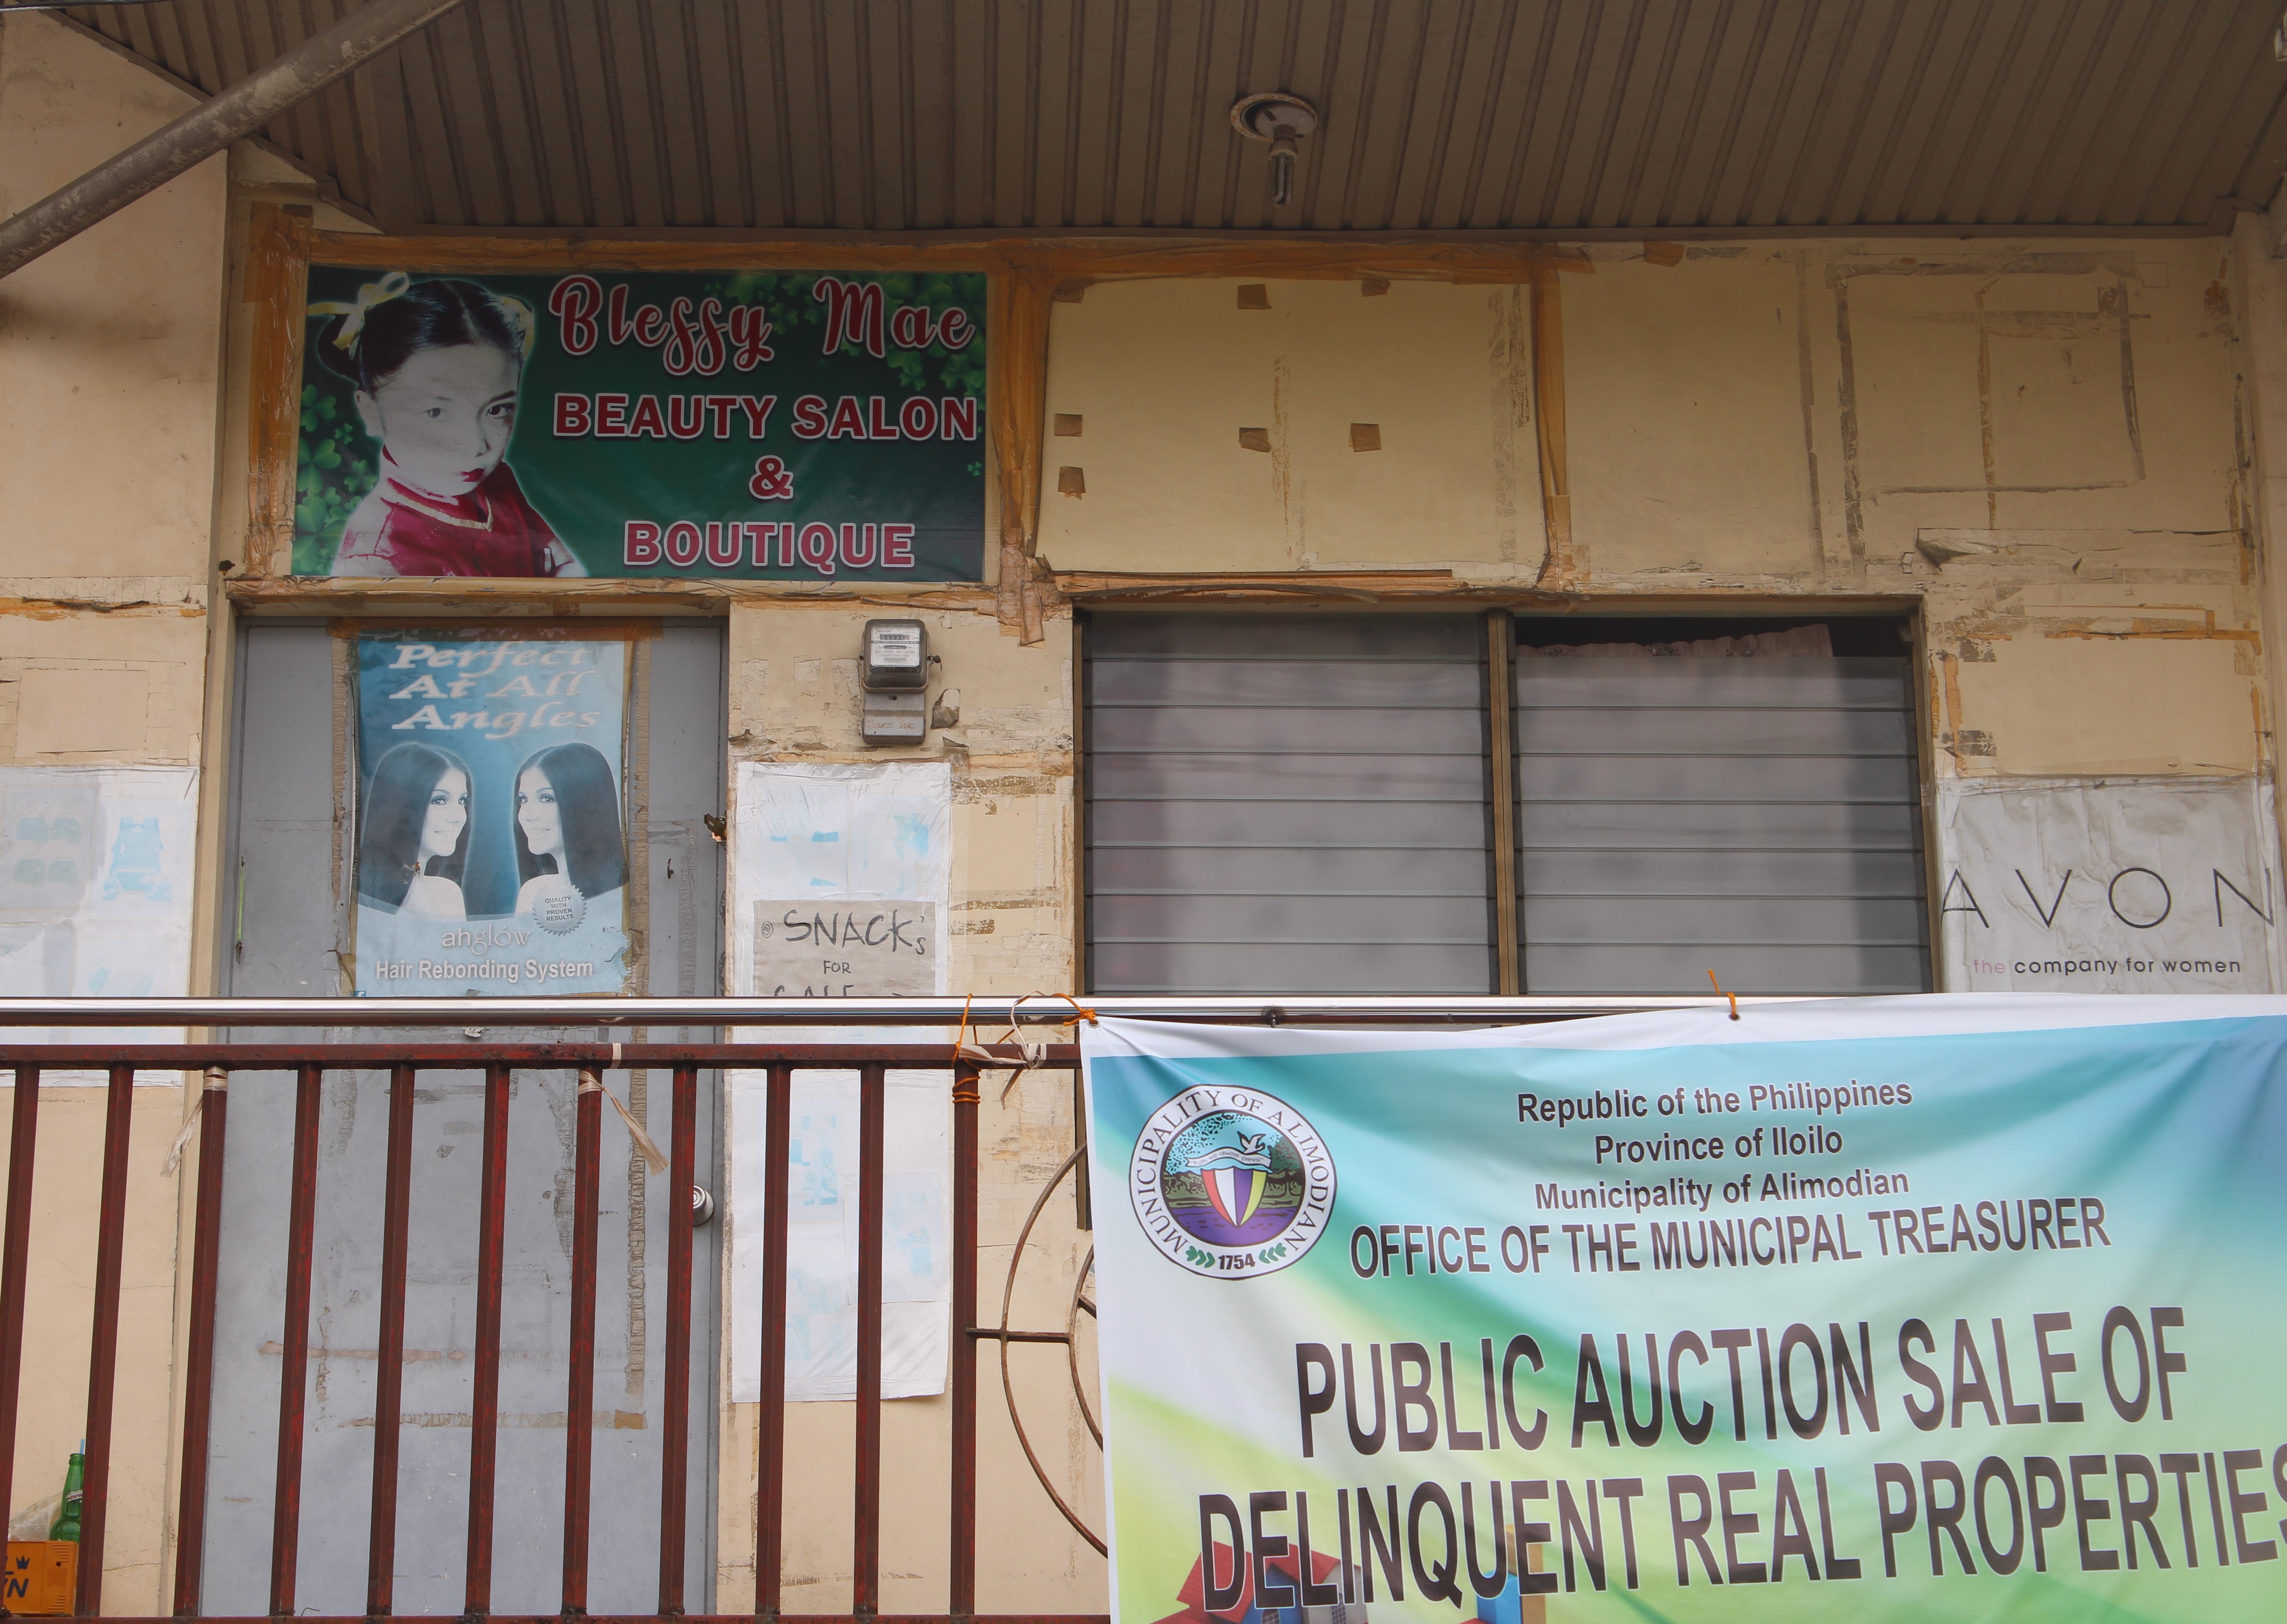 Blessy Mae
BEAUTY SALON
&
BOUTIQUE
Perfect
At All
Angles
QUALITY
WITH
PROVEN
RESULTS
ahglow
Hair Rebonding System
SNACK's
FOR
AVON
the company for women
MUNICIPALITY OF ALIMODIAN
1754
Republic of the Philippines
Province of Iloilo
Municipality of Alimodian
OFFICE OF THE MUNICIPAL TREASURER
PUBLIC AUCTION SALE OF
DELINQUENT REAL PROPERTIES